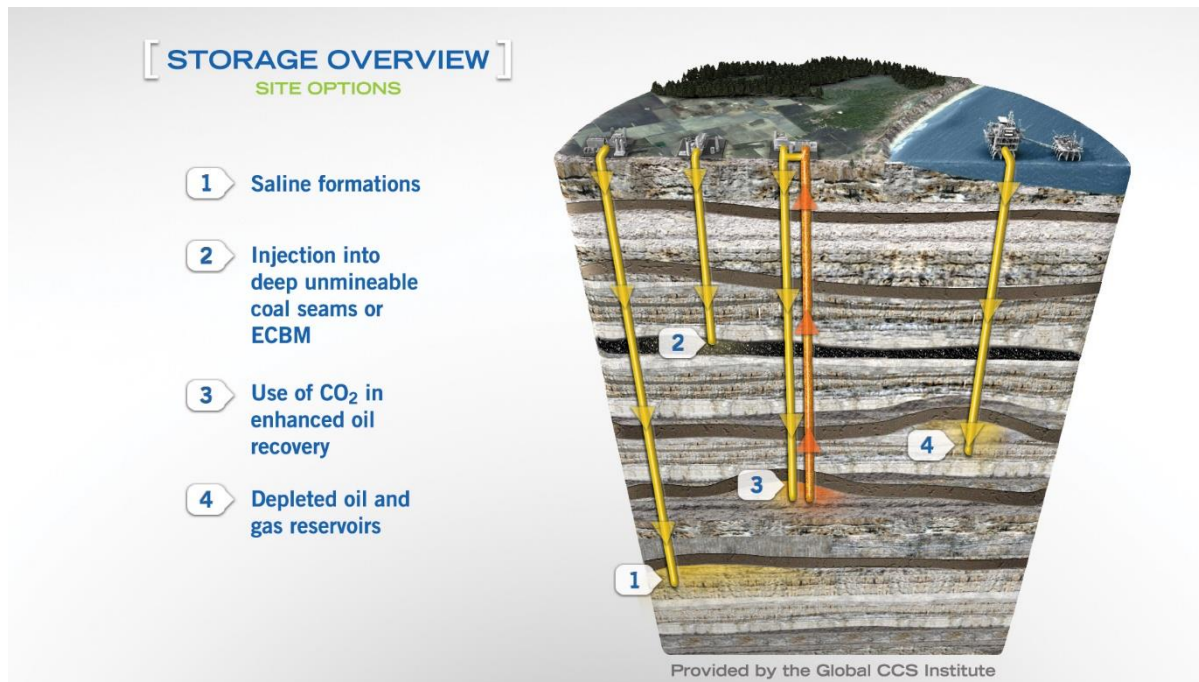 [ STORAGE OVERVIEW ]
SITE OPTIONS
1 Saline formations
2 Injection into
deep unmineable
coal seams or
ECBM
3 Use of CO₂ in
enhanced oil
recovery
4 Depleted oil and
gas reservoirs
2
4
3
1
Provided by the Global CCS Institute